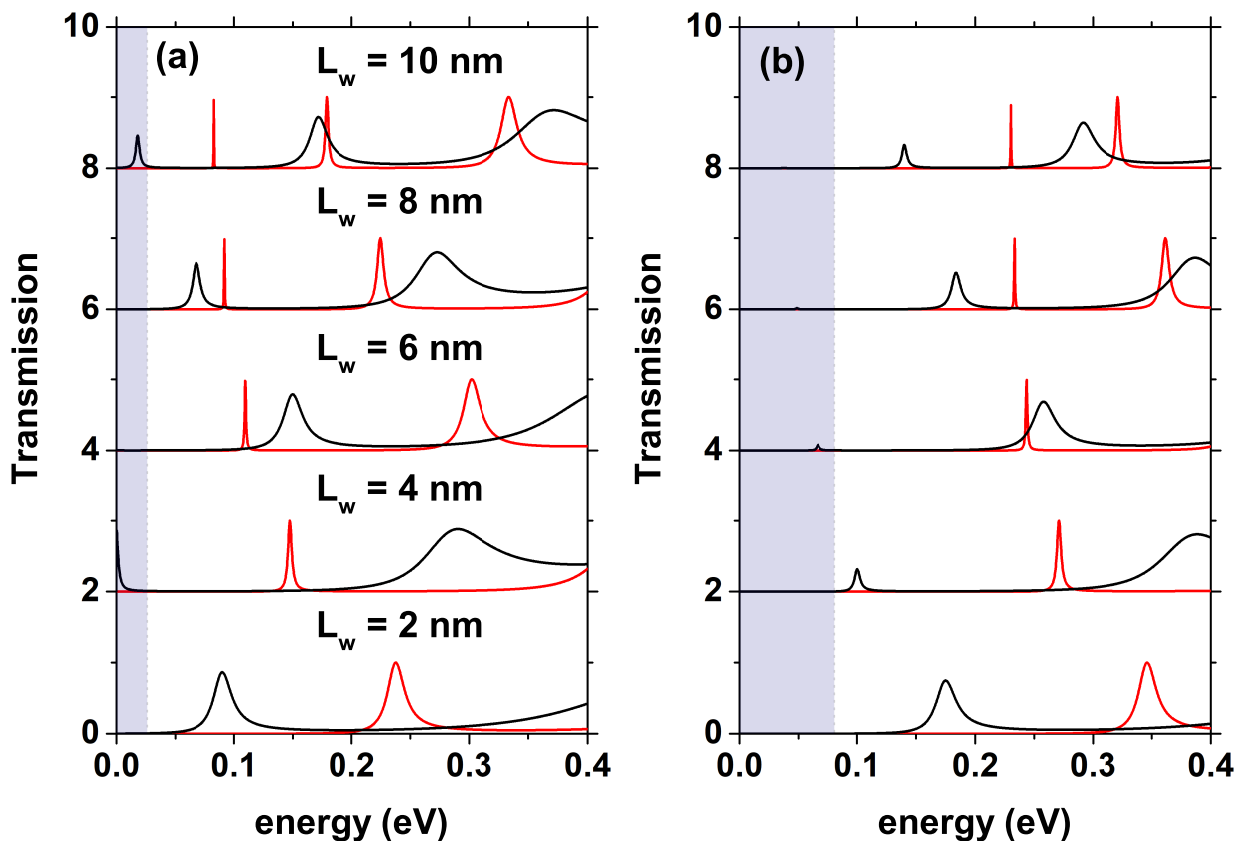 10
(a)
L_w = 10 nm
8
L_w = 8 nm
6
L_w = 6 nm
4
L_w = 4 nm
2
L_w = 2 nm
0
0.0 0.1 0.2 0.3 0.4
energy (eV)
Transmission
10
(b)
8
6
4
2
0
0.0 0.1 0.2 0.3 0.4
energy (eV)
Transmission